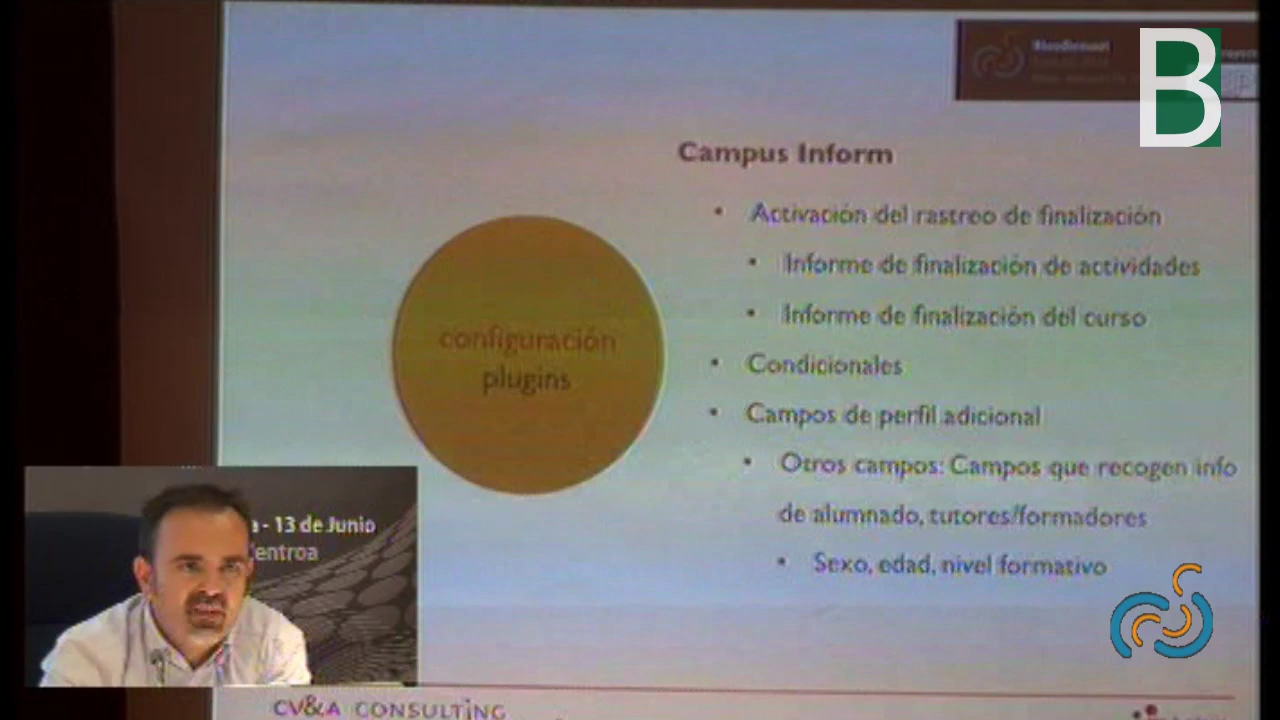 B
Campus Inform
• Activación del rastreo de finalización
• Informe de finalización de actividades
• Informe de finalización del curso
• Condicionales
• Campos de perfil adicional
• Otros campos: Campos que recogen info
de alumnado, tutores/formadores
• Sexo, edad, nivel formativo
configuración
plugins
- 13 de Junio
entroa
CV&A CONSULTiNG